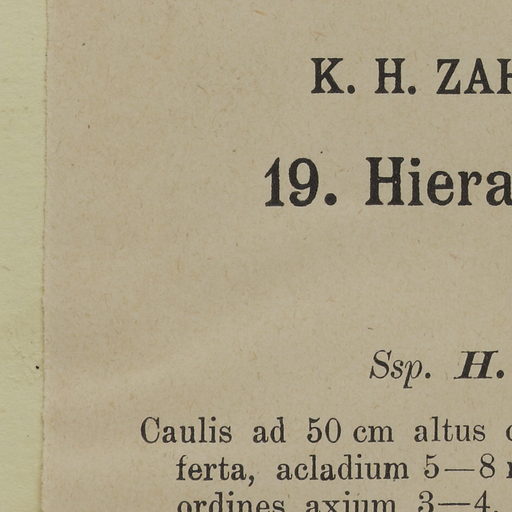 K. H. ZAH
19. Hiera
Ssp. H.
Caulis ad 50 cm altus
ferta, acladium 5—8
ordines axium 3—4,